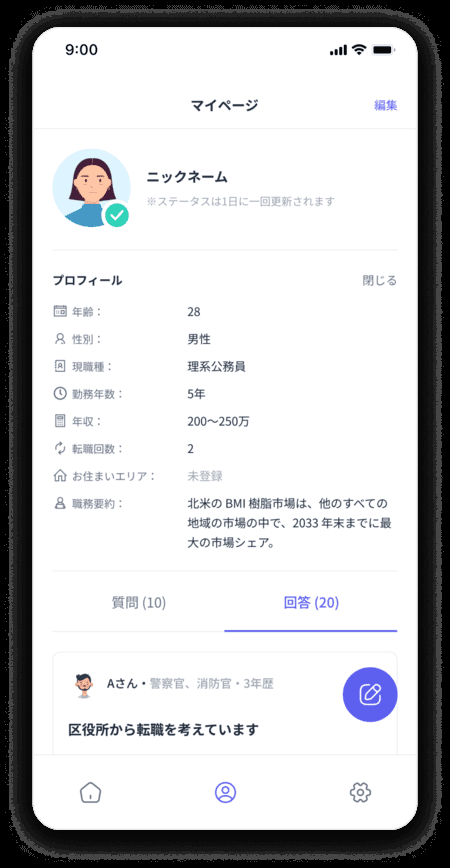 9:00
マイページ
編集
ニックネーム
※ステータスは1日に一回更新されます
プロフィール
閉じる
年齢：
28
性別：
男性
現職種：
理系公務員
勤務年数：
5年
年収：
200〜250万
転職回数：
2
お住まいエリア：
未登録
職務要約：
北米の BMI 樹脂市場は、他のすべての
地域の市場の中で、2033 年末までに最
大の市場シェア。
質問 (10)
回答 (20)
Aさん・警察官、消防官・3年歴
区役所から転職を考えています